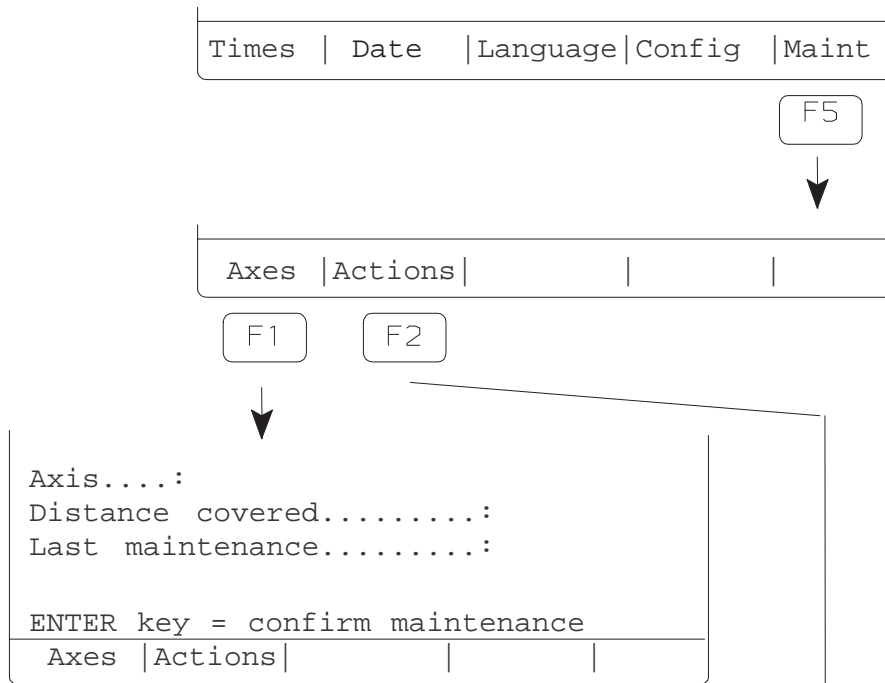 Times | Date |Language|Config |Maint
F5
Axes |Actions| | |
F1 F2
Axis....:
Distance covered.........:
Last maintenance.........:
ENTER key = confirm maintenance
Axes |Actions| | |